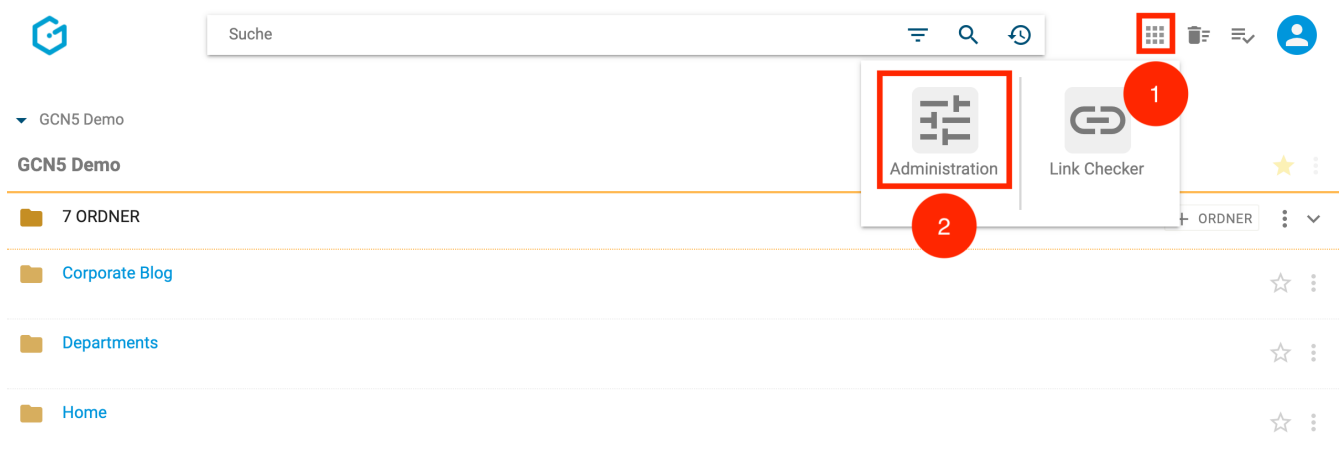 Suche
1
Administration
Link Checker
2
GCN5 Demo
GCN5 Demo
7 ORDNER
+ ORDNER
Corporate Blog
Departments
Home